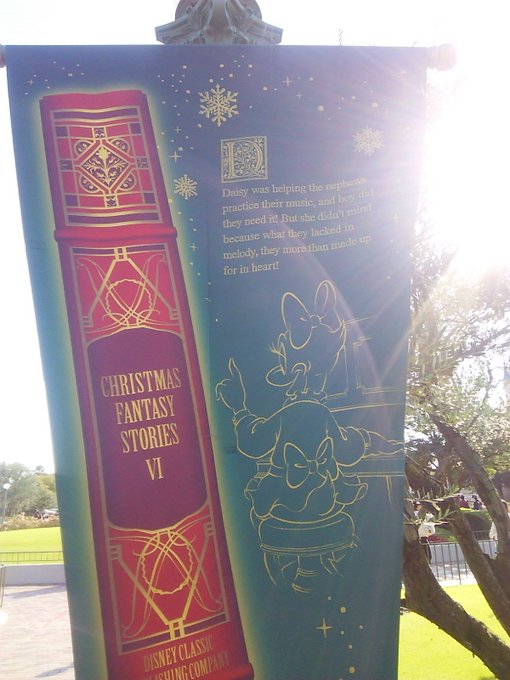 D
Daisy was helping the nephews
practice their music, and boy did
they need it! But she didn't mind
because what they lacked in
melody, they more than made up
for in heart!
CHRISTMAS
FANTASY
STORIES
VI
DISNEY CLASSIC
PUBLISHING COMPANY